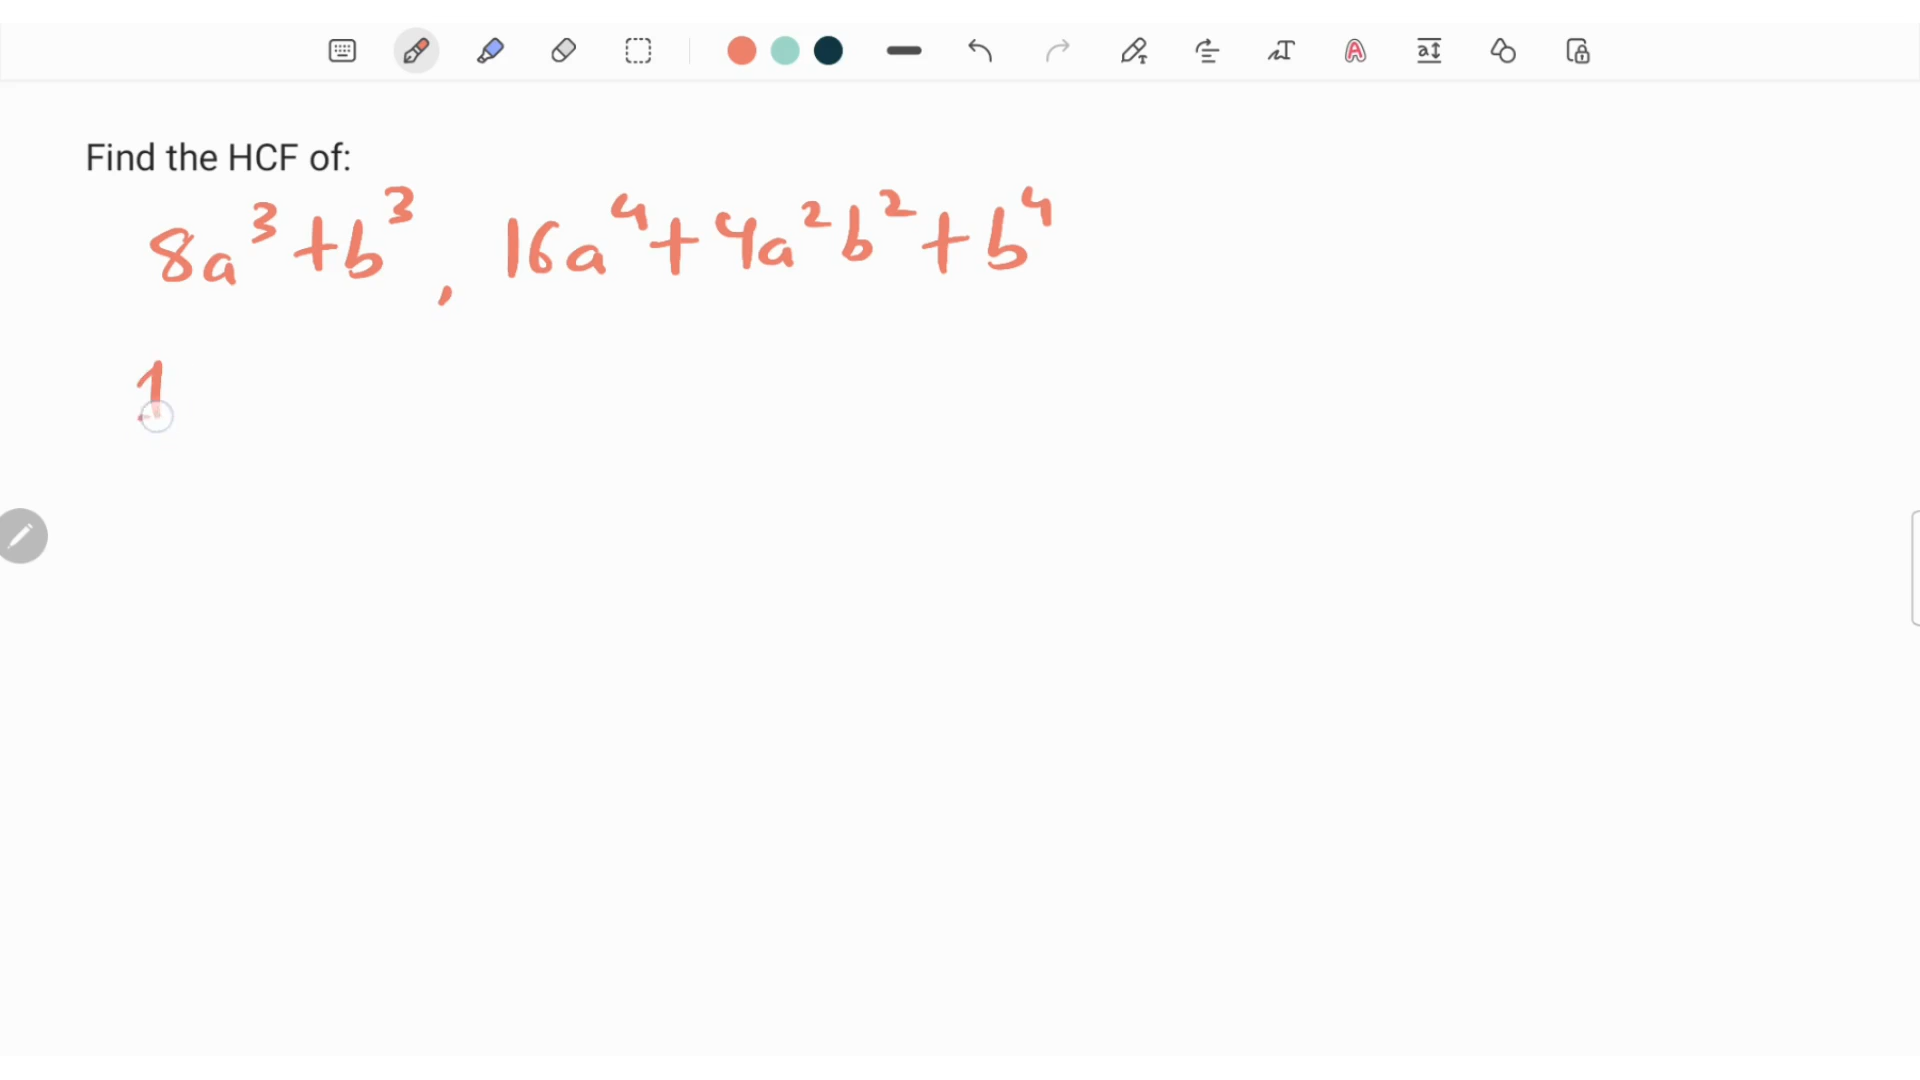 Find the HCF of:
8a³+b³, 16a⁴+4a²b²+b⁴
1